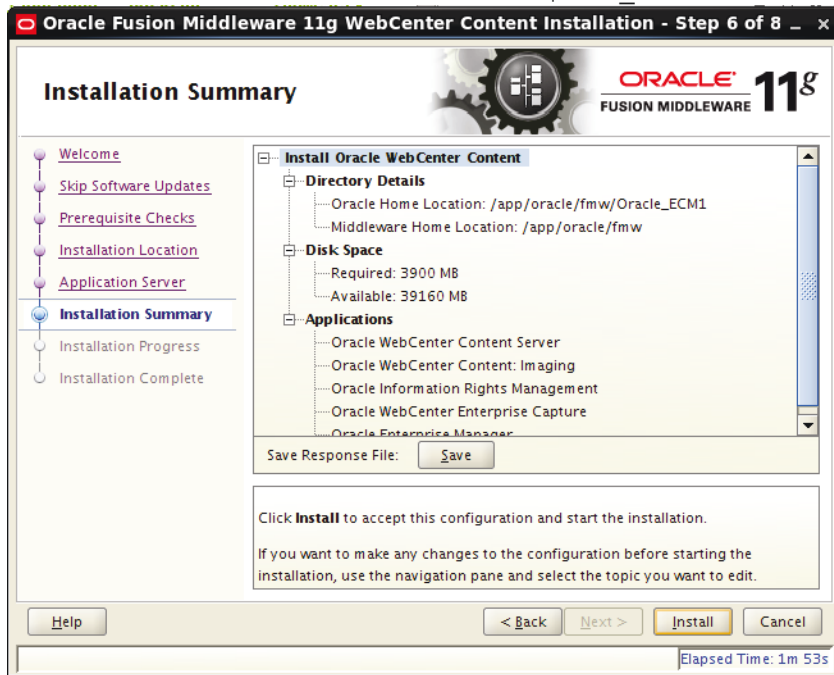 Oracle Fusion Middleware 11g WebCenter Content Installation - Step 6 of 8
Installation Summary
ORACLE
FUSION MIDDLEWARE 11g
Welcome
Skip Software Updates
Prerequisite Checks
Installation Location
Application Server
Installation Summary
Installation Progress
Installation Complete
Install Oracle WebCenter Content
Directory Details
Oracle Home Location: /app/oracle/fmw/Oracle_ECM1
Middleware Home Location: /app/oracle/fmw
Disk Space
Required: 3900 MB
Available: 39160 MB
Applications
Oracle WebCenter Content Server
Oracle WebCenter Content: Imaging
Oracle Information Rights Management
Oracle WebCenter Enterprise Capture
Oracle Enterprise Manager
Save Response File: Save
Click Install to accept this configuration and start the installation.
If you want to make any changes to the configuration before starting the
installation, use the navigation pane and select the topic you want to edit.
Help < Back Next > Install Cancel
Elapsed Time: 1m 53s